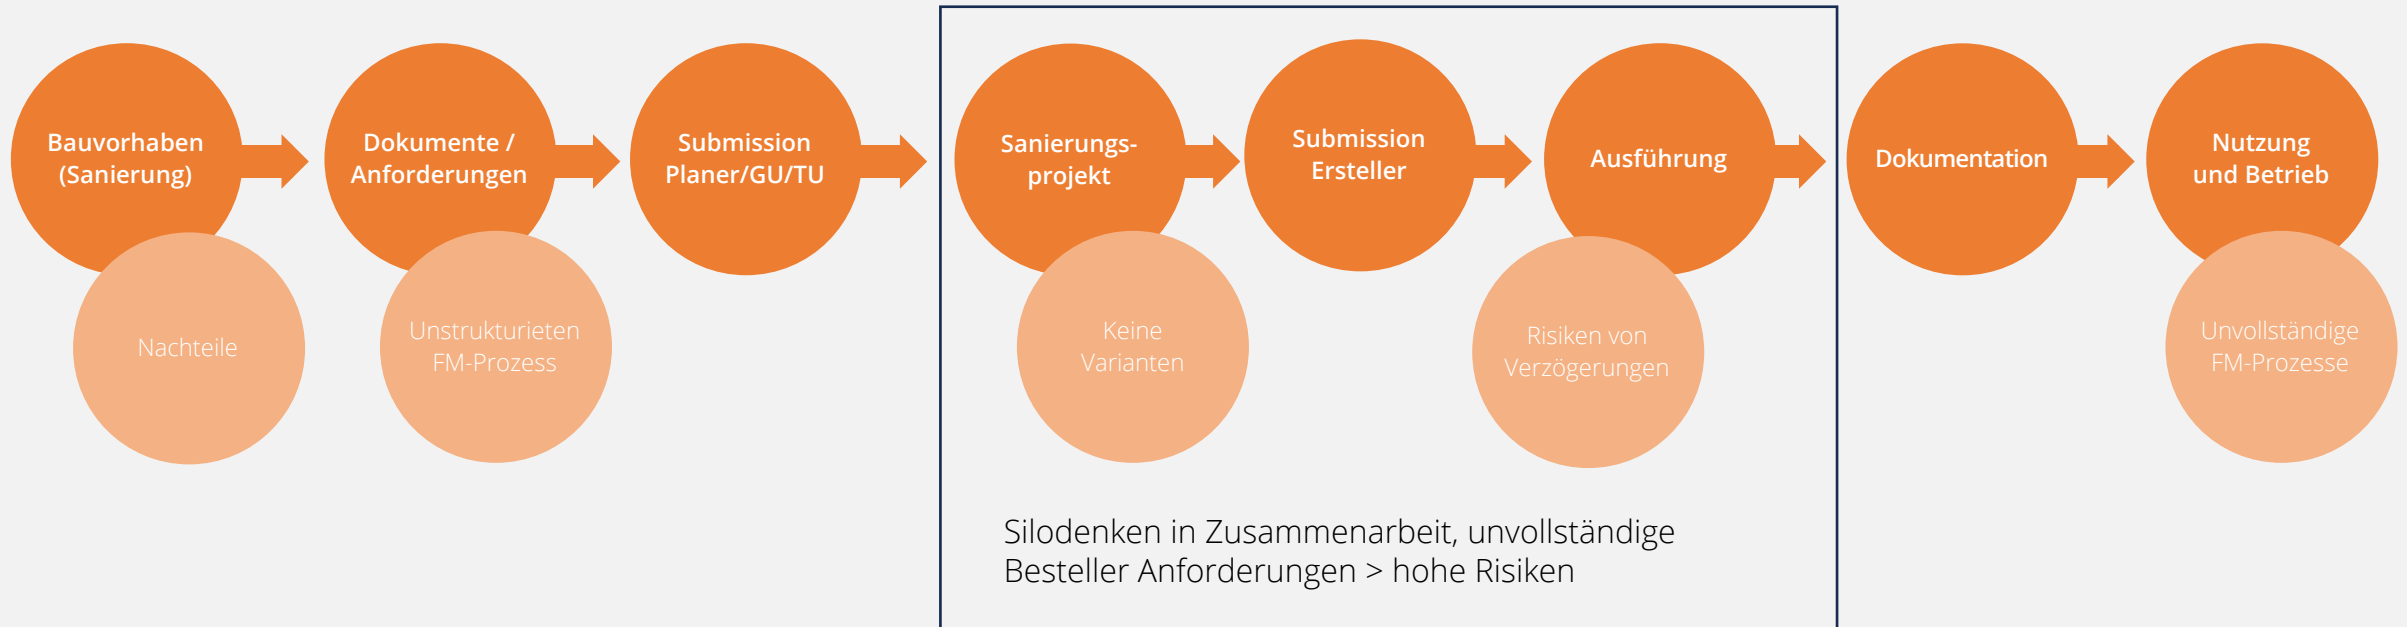 Bauvorhaben
(Sanierung)
Dokumente /
Anforderungen
Submission
Planer/GU/TU
Sanierungs-
projekt
Submission
Ersteller
Ausführung
Dokumentation
Nutzung
und Betrieb
Nachteile
Unstrukturieten
FM-Prozess
Keine
Varianten
Risiken von
Verzögerungen
Unvollständige
FM-Prozesse
Silodenken in Zusammenarbeit, unvollständige
Besteller Anforderungen > hohe Risiken